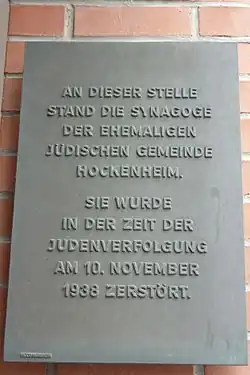 AN DIESER STELLE
STAND DIE SYNAGOGE
DER EHEMALIGEN
JÜDISCHEN GEMEINDE
HOCKENHEIM.
SIE WURDE
IN DER ZEIT DER
JUDENVERFOLGUNG
AM 10. NOVEMBER
1938 ZERSTÖRT.